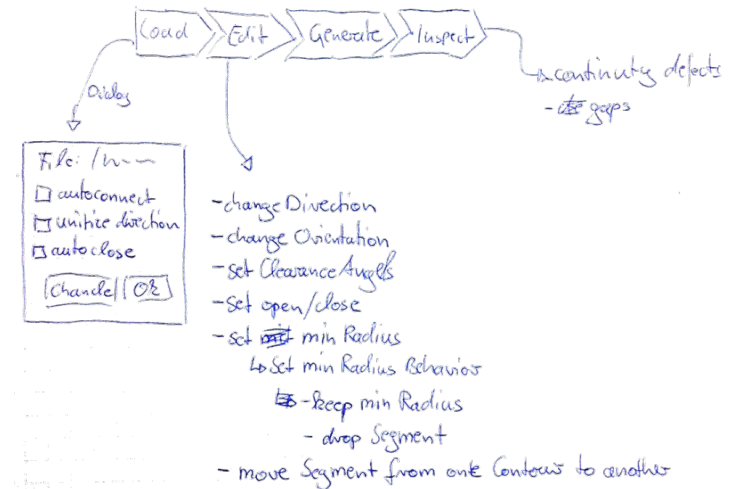 Load Edit Generate Inspect
Dialog
continuity defects
- gaps
File: /
autoconnect
unitize direction
autoclose
Chancle OK
- change Direction
- change Orientation
- set Clearance Angels
- set open/close
- set min Radius
↳ Set min Radius Behavior
- keep min Radius
- drop Segment
- move Segment from one Contour to another